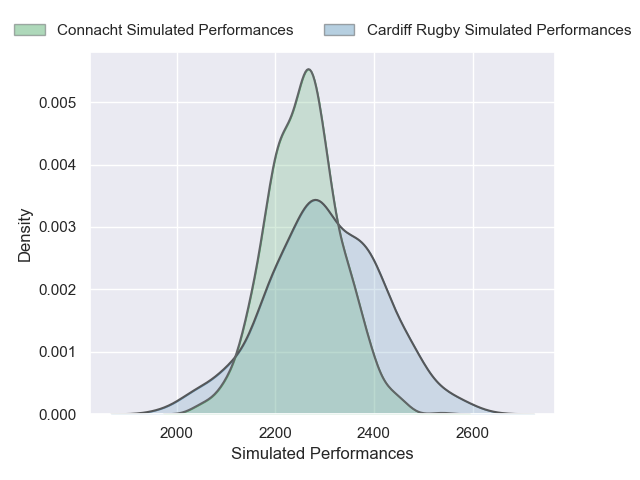 Connacht Simulated Performances Cardiff Rugby Simulated Performances
0.005
0.004
0.003
0.002
0.001
0.000
Density
2000 2200 2400 2600
Simulated Performances